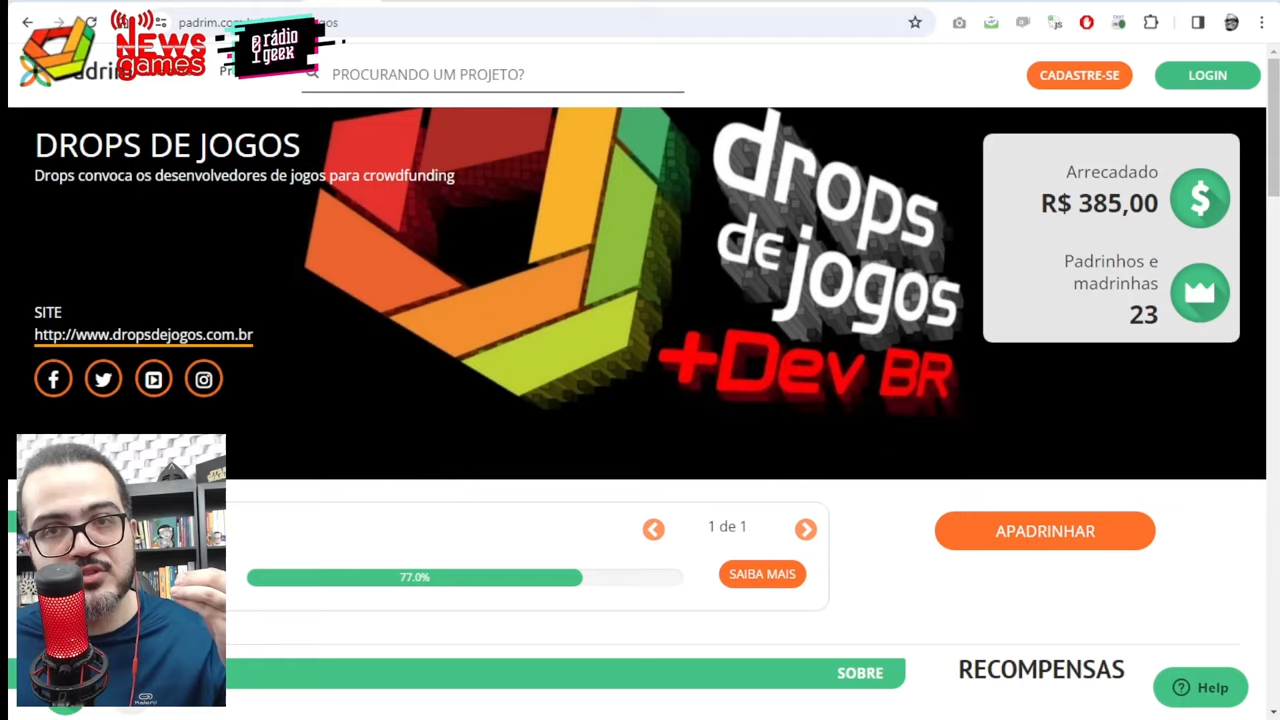 NEWS
games
rádio
geek
PROCURANDO UM PROJETO?
CADASTRE-SE
LOGIN
DROPS DE JOGOS
Drops convoca os desenvolvedores de jogos para crowdfunding
drops
de jogos
+Dev BR
Arrecadado
R$ 385,00
Padrinhos e
madrinhas
23
SITE
http://www.dropsdejogos.com.br
1 de 1
APADRINHAR
77.0%
SAIBA MAIS
SOBRE
RECOMPENSAS
Help